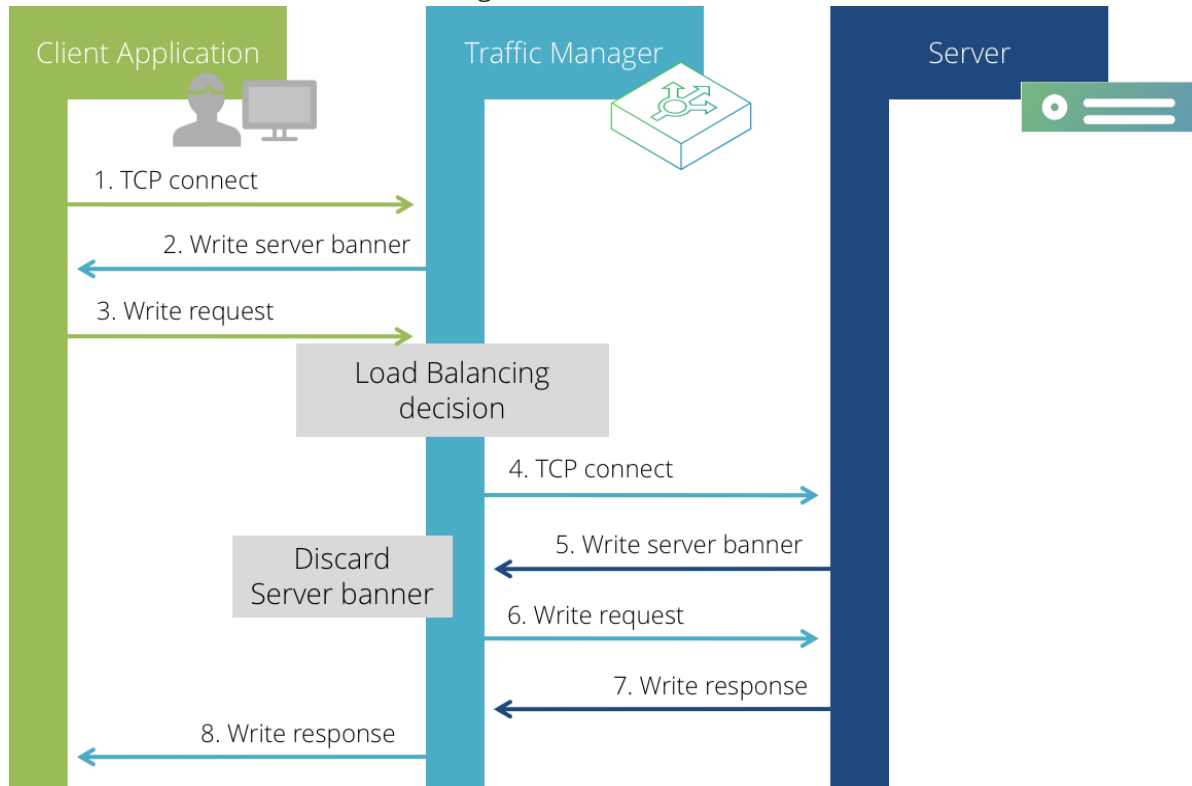 Client Application
Traffic Manager
Server
1. TCP connect
2. Write server banner
3. Write request
Load Balancing
decision
4. TCP connect
5. Write server banner
Discard
Server banner
6. Write request
7. Write response
8. Write response